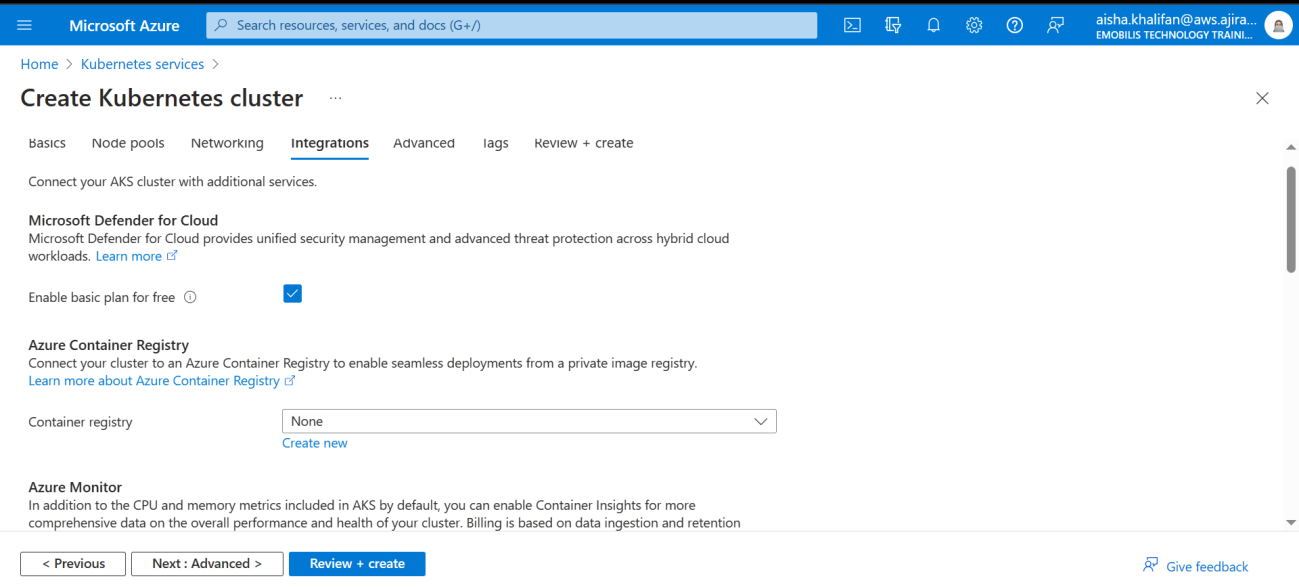 Microsoft Azure
Search resources, services, and docs (G+/)
aisha.khalifan@aws.ajira...
EMOBILIS TECHNOLOGY TRAINI...
Home > Kubernetes services >
Create Kubernetes cluster ...
Basics Node pools Networking Integrations Advanced Tags Review + create
Connect your AKS cluster with additional services.
Microsoft Defender for Cloud
Microsoft Defender for Cloud provides unified security management and advanced threat protection across hybrid cloud
workloads. Learn more
Enable basic plan for free
Azure Container Registry
Connect your cluster to an Azure Container Registry to enable seamless deployments from a private image registry.
Learn more about Azure Container Registry
Container registry None
Create new
Azure Monitor
In addition to the CPU and memory metrics included in AKS by default, you can enable Container Insights for more
comprehensive data on the overall performance and health of your cluster. Billing is based on data ingestion and retention
< Previous Next : Advanced > Review + create Give feedback